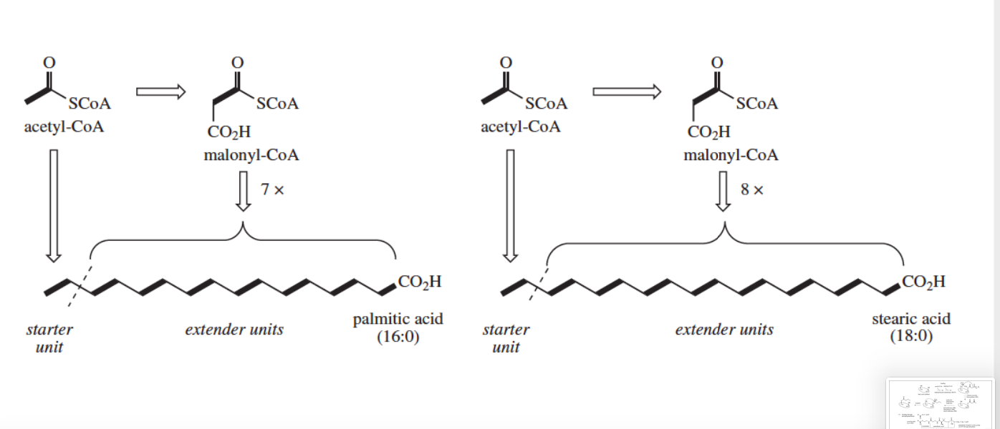 O
SCoA
acetyl-CoA
O
SCoA
CO₂H
malonyl-CoA
7 ×
CO₂H
starter
unit
extender units
palmitic acid
(16:0)
O
SCoA
acetyl-CoA
O
SCoA
CO₂H
malonyl-CoA
8 ×
CO₂H
starter
unit
extender units
stearic acid
(18:0)